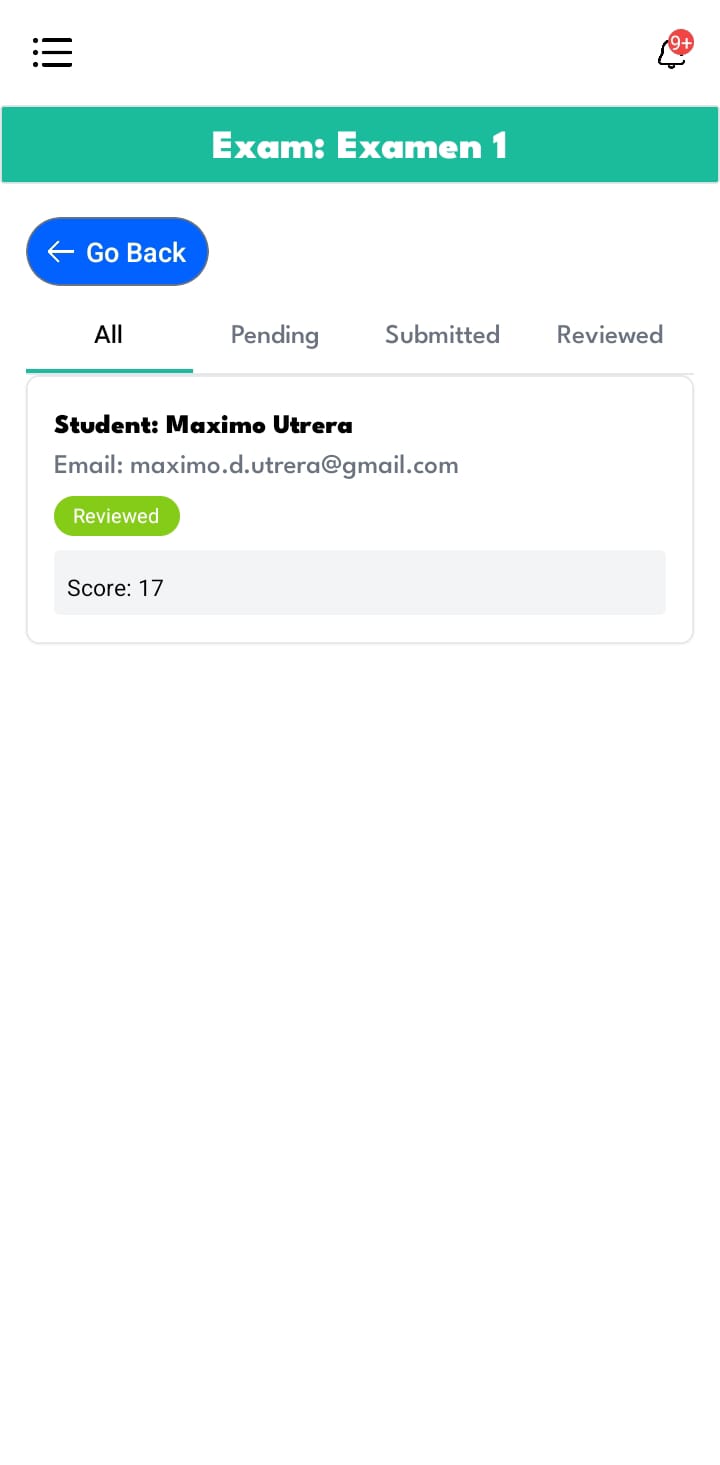 9+
Exam: Examen 1
Go Back
All Pending Submitted Reviewed
Student: Maximo Utrera
Email: maximo.d.utrera@gmail.com
Reviewed
Score: 17